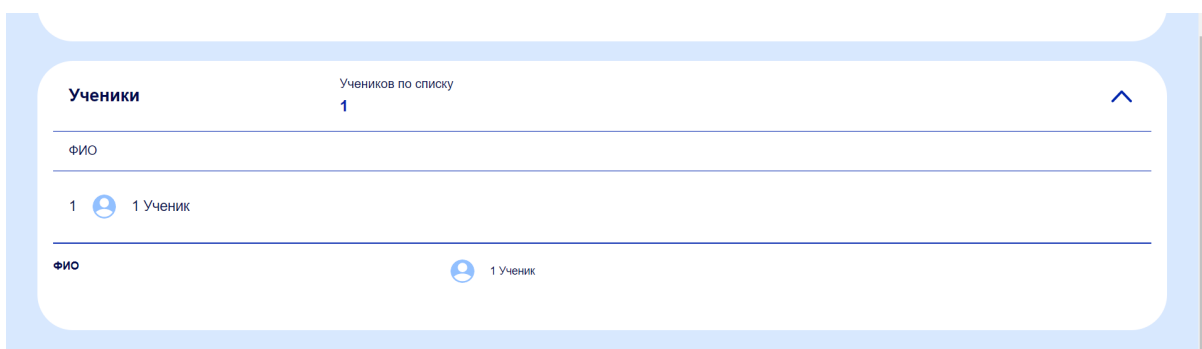 Ученики
Учеников по списку
1
ФИО
1 1 Ученик
ФИО 1 Ученик